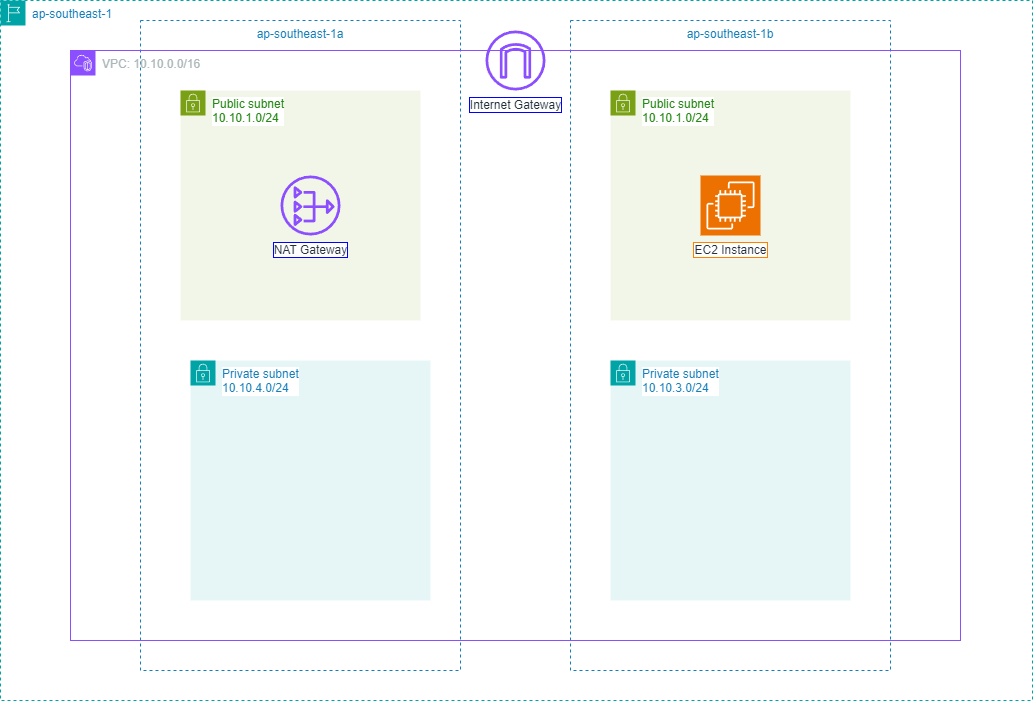 ap-southeast-1
ap-southeast-1a
ap-southeast-1b
VPC: 10.10.0.0/16
Internet Gateway
Public subnet
10.10.1.0/24
Public subnet
10.10.1.0/24
NAT Gateway
EC2 Instance
Private subnet
10.10.4.0/24
Private subnet
10.10.3.0/24